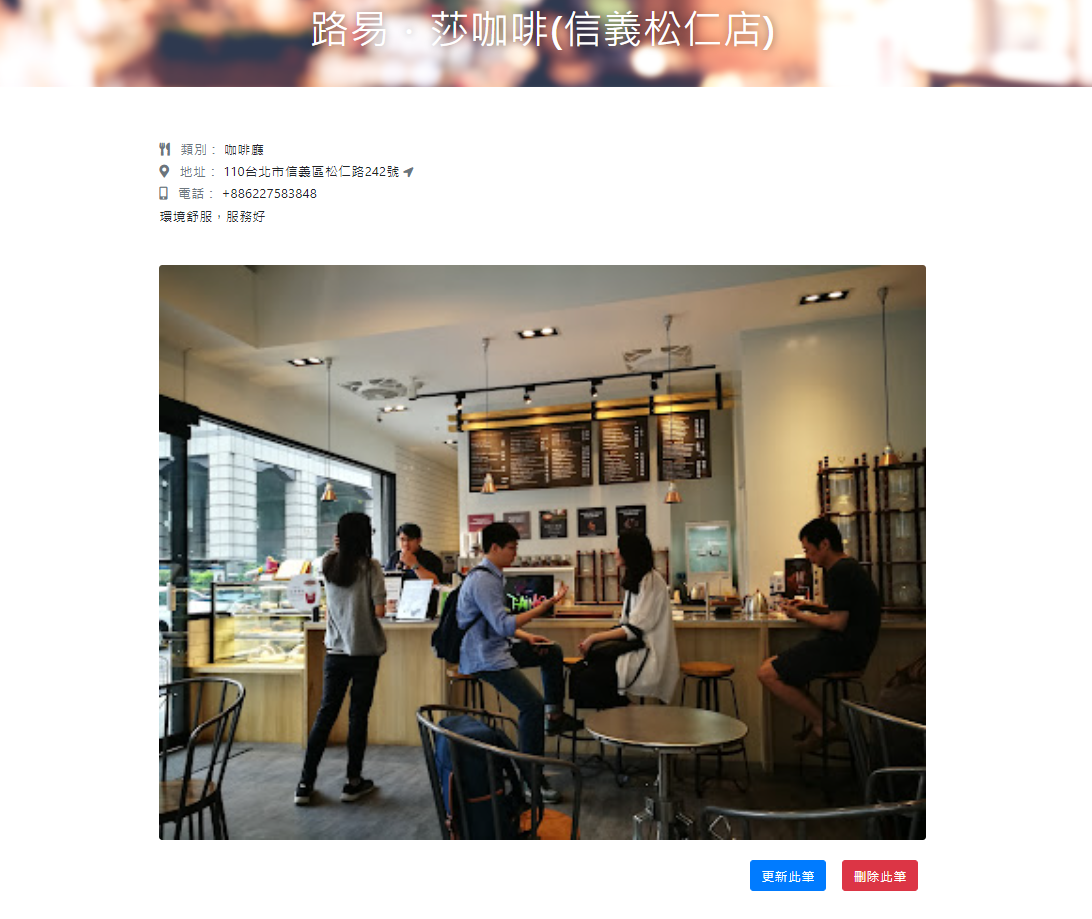 路易．莎咖啡(信義松仁店)
類別： 咖啡廳
地址： 110台北市信義區松仁路242號
電話： +886227583848
環境舒服，服務好
更新此筆 刪除此筆